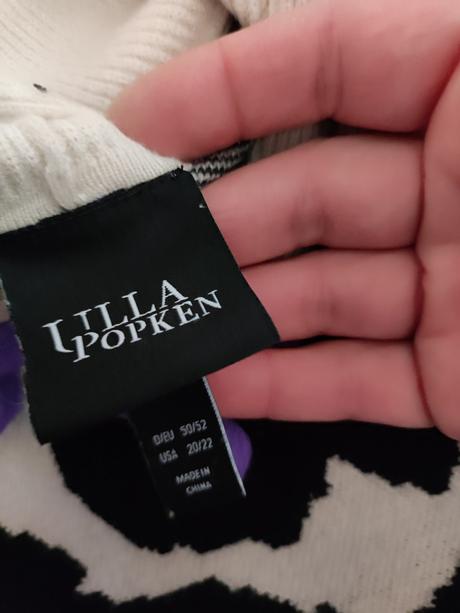 ULLA
POPKEN
D/EU 50/52
USA 20/22
MADE IN
CHINA